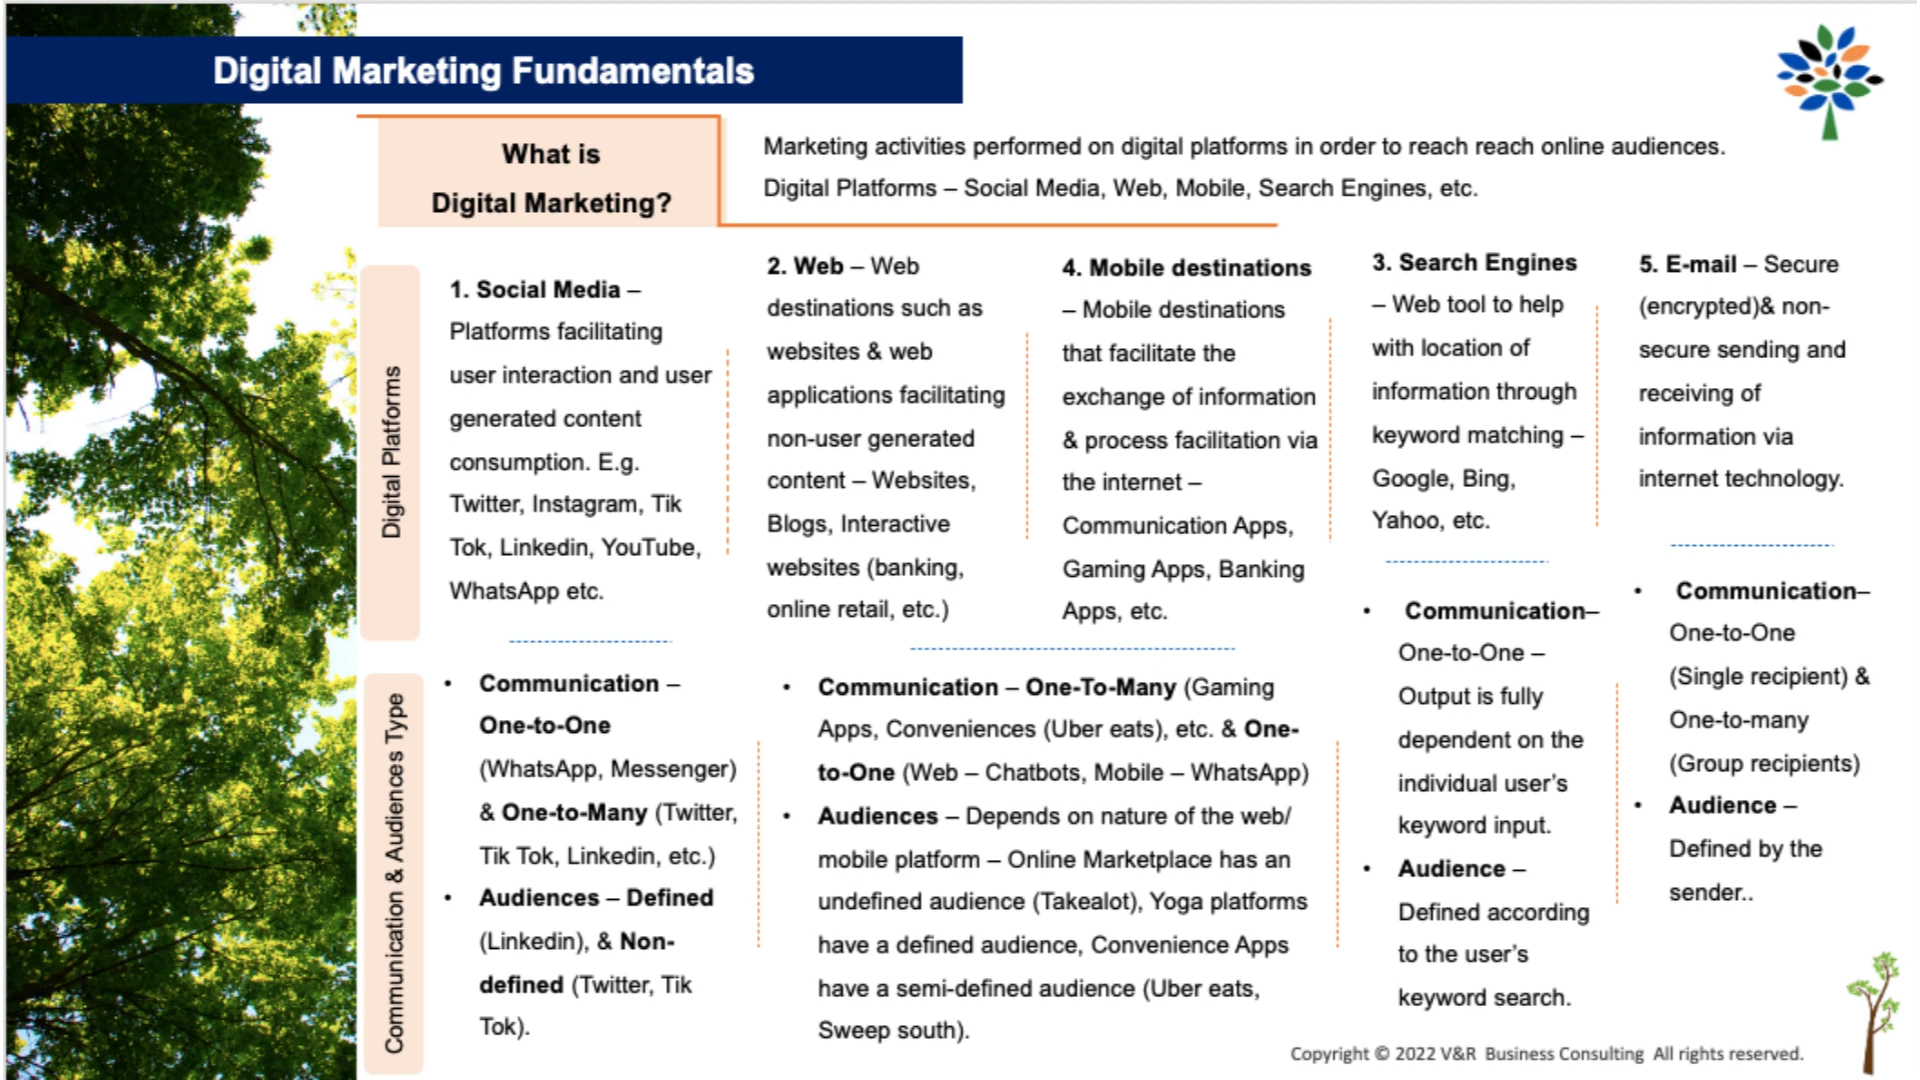 Digital Marketing Fundamentals
What is
Digital Marketing?
Marketing activities performed on digital platforms in order to reach reach online audiences.
Digital Platforms – Social Media, Web, Mobile, Search Engines, etc.
Digital Platforms
1. Social Media –
Platforms facilitating
user interaction and user
generated content
consumption. E.g.
Twitter, Instagram, Tik
Tok, Linkedin, YouTube,
WhatsApp etc.
2. Web – Web
destinations such as
websites & web
applications facilitating
non-user generated
content – Websites,
Blogs, Interactive
websites (banking,
online retail, etc.)
4. Mobile destinations
– Mobile destinations
that facilitate the
exchange of information
& process facilitation via
the internet –
Communication Apps,
Gaming Apps, Banking
Apps, etc.
3. Search Engines
– Web tool to help
with location of
information through
keyword matching –
Google, Bing,
Yahoo, etc.
5. E-mail – Secure
(encrypted)& non-
secure sending and
receiving of
information via
internet technology.
Communication & Audiences Type
• Communication –
One-to-One
(WhatsApp, Messenger)
& One-to-Many (Twitter,
Tik Tok, Linkedin, etc.)
• Audiences – Defined
(Linkedin), & Non-
defined (Twitter, Tik
Tok).
• Communication – One-To-Many (Gaming
Apps, Conveniences (Uber eats), etc. & One-
to-One (Web – Chatbots, Mobile – WhatsApp)
• Audiences – Depends on nature of the web/
mobile platform – Online Marketplace has an
undefined audience (Takealot), Yoga platforms
have a defined audience, Convenience Apps
have a semi-defined audience (Uber eats,
Sweep south).
• Communication–
One-to-One –
Output is fully
dependent on the
individual user's
keyword input.
• Audience –
Defined according
to the user's
keyword search.
• Communication–
One-to-One
(Single recipient) &
One-to-many
(Group recipients)
• Audience –
Defined by the
sender..
Copyright © 2022 V&R Business Consulting All rights reserved.